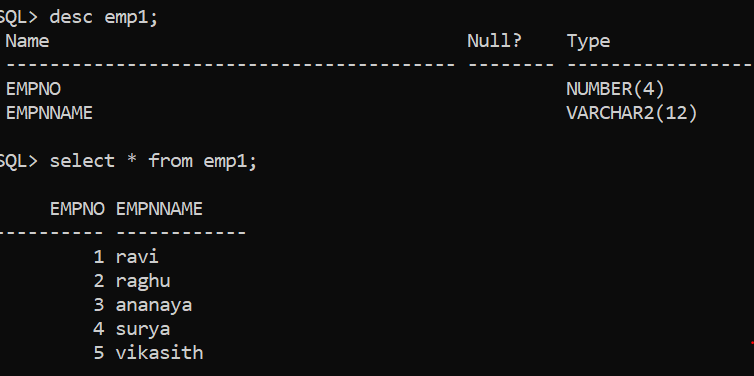 SQL> desc emp1;
Name Null? Type
----------------------------------------- -------- -----------------
EMPNO NUMBER(4)
EMPNNAME VARCHAR2(12)
SQL> select * from emp1;
EMPNO EMPNNAME
---------- ------------
1 ravi
2 raghu
3 ananaya
4 surya
5 vikasith